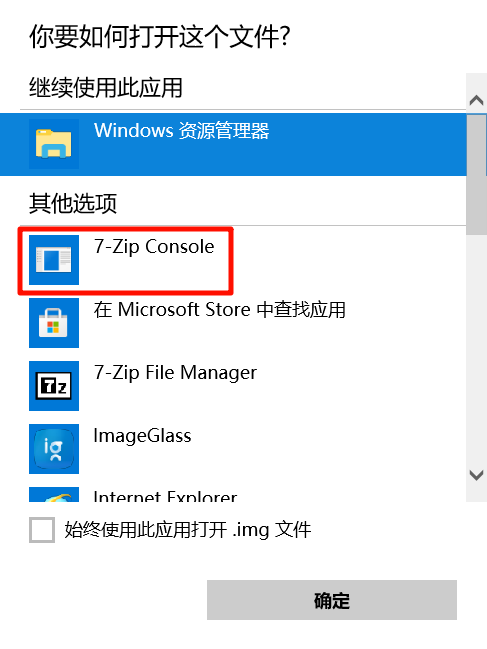 你要如何打开这个文件?
继续使用此应用
Windows 资源管理器
其他选项
7-Zip Console
在 Microsoft Store 中查找应用
7z
7-Zip File Manager
ig
ImageGlass
Internet Explorer
始终使用此应用打开 .img 文件
确定